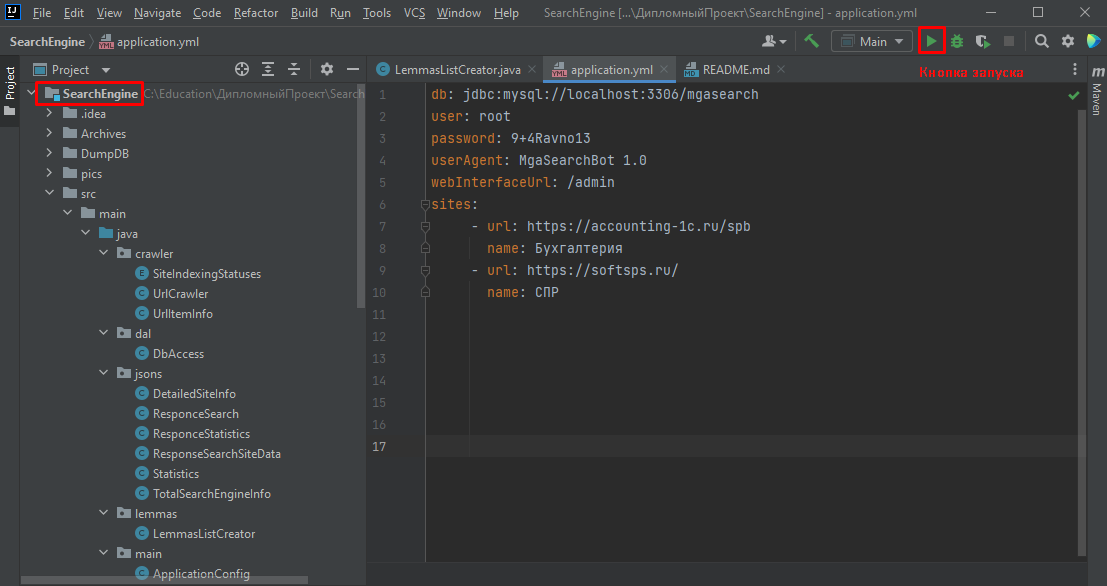 File Edit View Navigate Code Refactor Build Run Tools VCS Window Help SearchEngine [...\ДипломныйПроект\SearchEngine] - application.yml
SearchEngine application.yml Main
Project LemmasListCreator.java application.yml README.md Кнопка запуска
Project
m Maven
SearchEngine C:\Education\ДипломныйПроект\Search
.idea
Archives
DumpDB
pics
src
main
java
crawler
SiteIndexingStatuses
UrlCrawler
UrlItemInfo
dal
DbAccess
jsons
DetailedSiteInfo
ResponceSearch
ResponceStatistics
ResponseSearchSiteData
Statistics
TotalSearchEngineInfo
lemmas
LemmasListCreator
main
ApplicationConfig
1 db: jdbc:mysql://localhost:3306/mgasearch
2 user: root
3 password: 9+4Ravno13
4 userAgent: MgaSearchBot 1.0
5 webInterfaceUrl: /admin
6 sites:
7 - url: https://accounting-1c.ru/spb
8 name: Бухгалтерия
9 - url: https://softsps.ru/
10 name: СПР
11
12
13
14
15
16
17